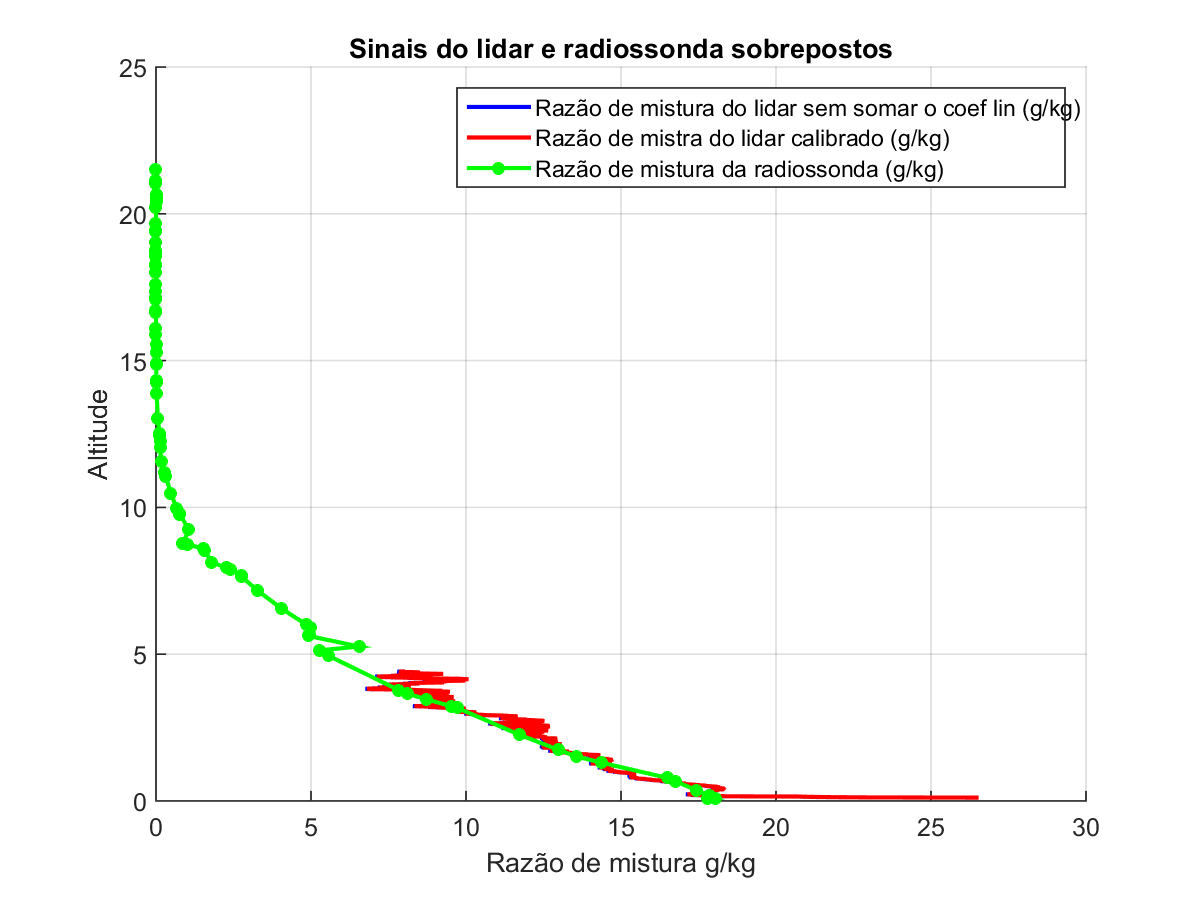 Sinais do lidar e radiossonda sobrepostos
25
20
15
10
5
0
Altitude
Razão de mistura do lidar sem somar o coef lin (g/kg)
Razão de mistra do lidar calibrado (g/kg)
Razão de mistura da radiossonda (g/kg)
0 5 10 15 20 25 30
Razão de mistura g/kg